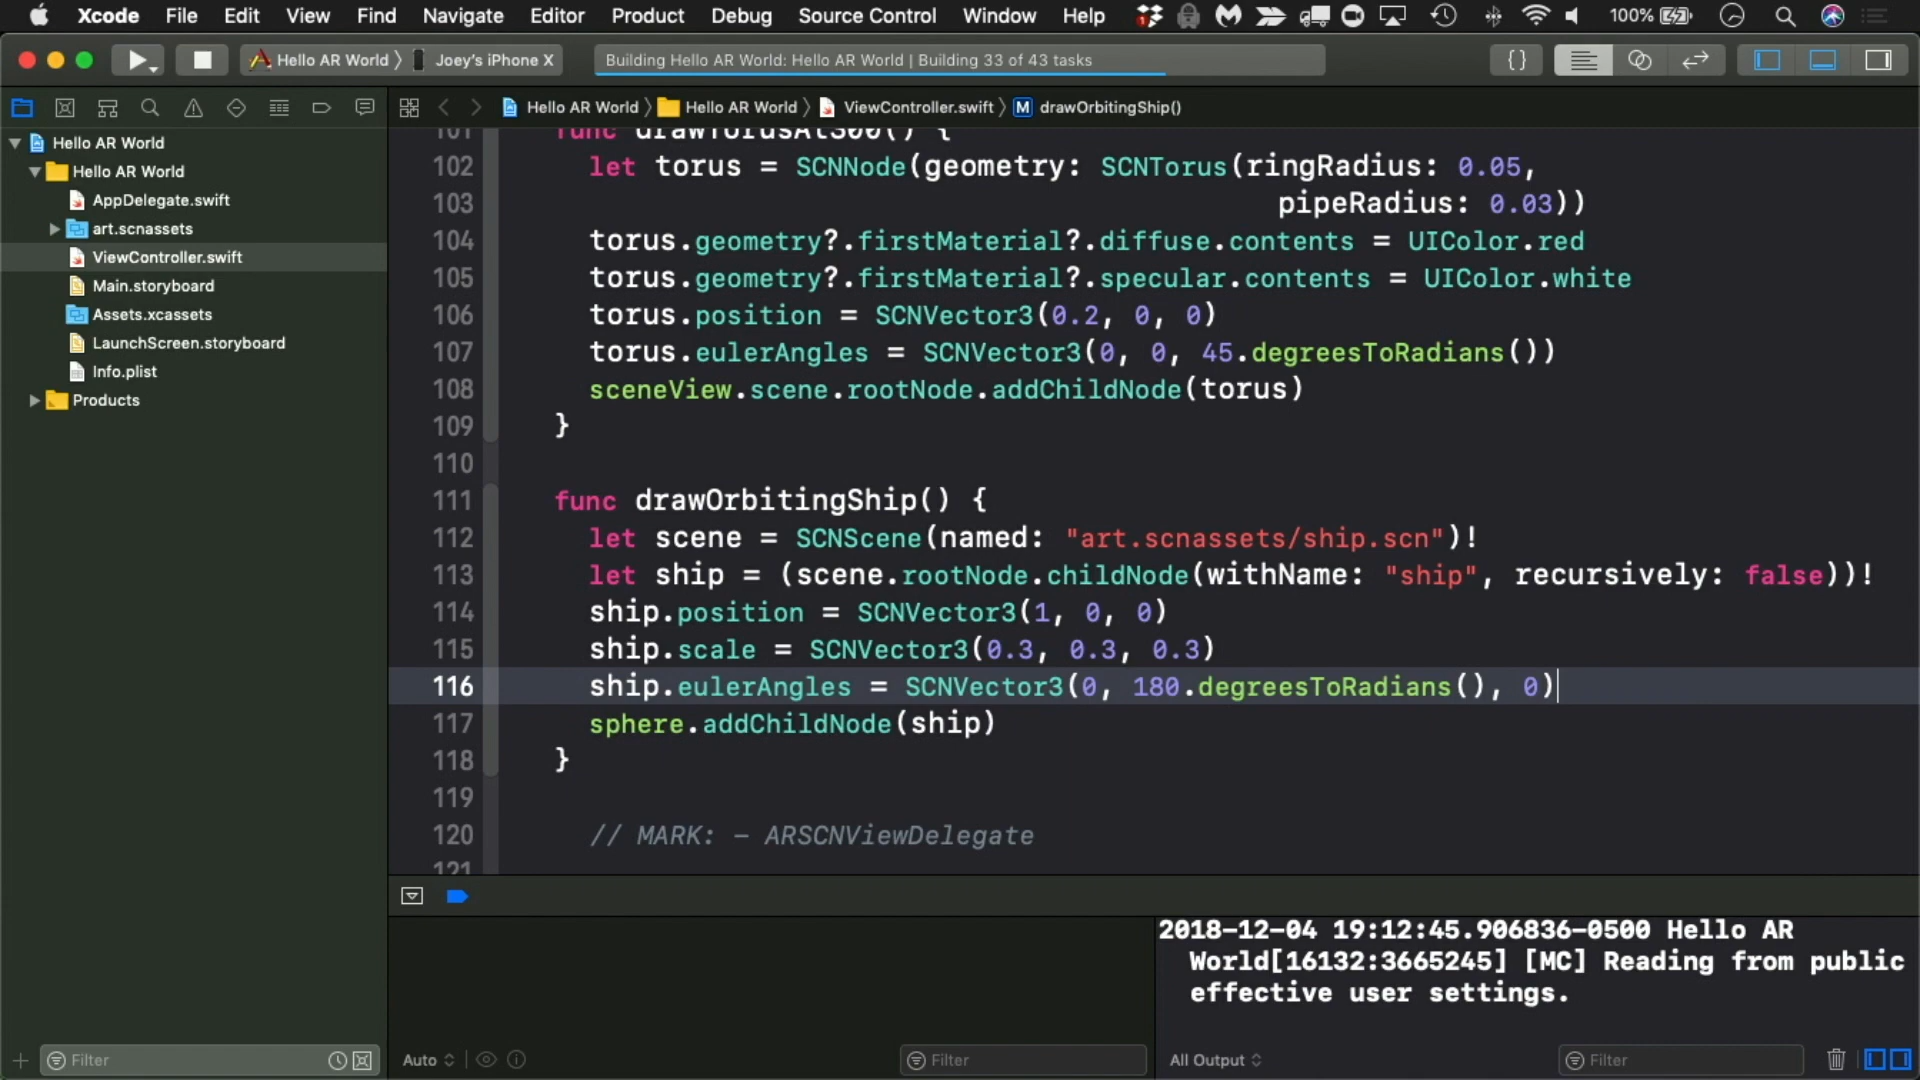 Xcode File Edit View Find Navigate Editor Product Debug Source Control Window Help 100%
Hello AR World Joey's iPhone X Building Hello AR World: Hello AR World | Building 33 of 43 tasks
Hello AR World Hello AR World ViewController.swift M drawOrbitingShip()
Hello AR World
Hello AR World
AppDelegate.swift
art.scnassets
ViewController.swift
Main.storyboard
Assets.xcassets
LaunchScreen.storyboard
Info.plist
Products
101 func drawTorusAt300() {
102 let torus = SCNNode(geometry: SCNTorus(ringRadius: 0.05,
103 pipeRadius: 0.03))
104 torus.geometry?.firstMaterial?.diffuse.contents = UIColor.red
105 torus.geometry?.firstMaterial?.specular.contents = UIColor.white
106 torus.position = SCNVector3(0.2, 0, 0)
107 torus.eulerAngles = SCNVector3(0, 0, 45.degreesToRadians())
108 sceneView.scene.rootNode.addChildNode(torus)
109 }
110
111 func drawOrbitingShip() {
112 let scene = SCNScene(named: "art.scnassets/ship.scn")!
113 let ship = (scene.rootNode.childNode(withName: "ship", recursively: false))!
114 ship.position = SCNVector3(1, 0, 0)
115 ship.scale = SCNVector3(0.3, 0.3, 0.3)
116 ship.eulerAngles = SCNVector3(0, 180.degreesToRadians(), 0)
117 sphere.addChildNode(ship)
118 }
119
120 // MARK: - ARSCNViewDelegate
121
2018-12-04 19:12:45.906836-0500 Hello AR
World[16132:3665245] [MC] Reading from public
effective user settings.
Filter Auto Filter All Output Filter